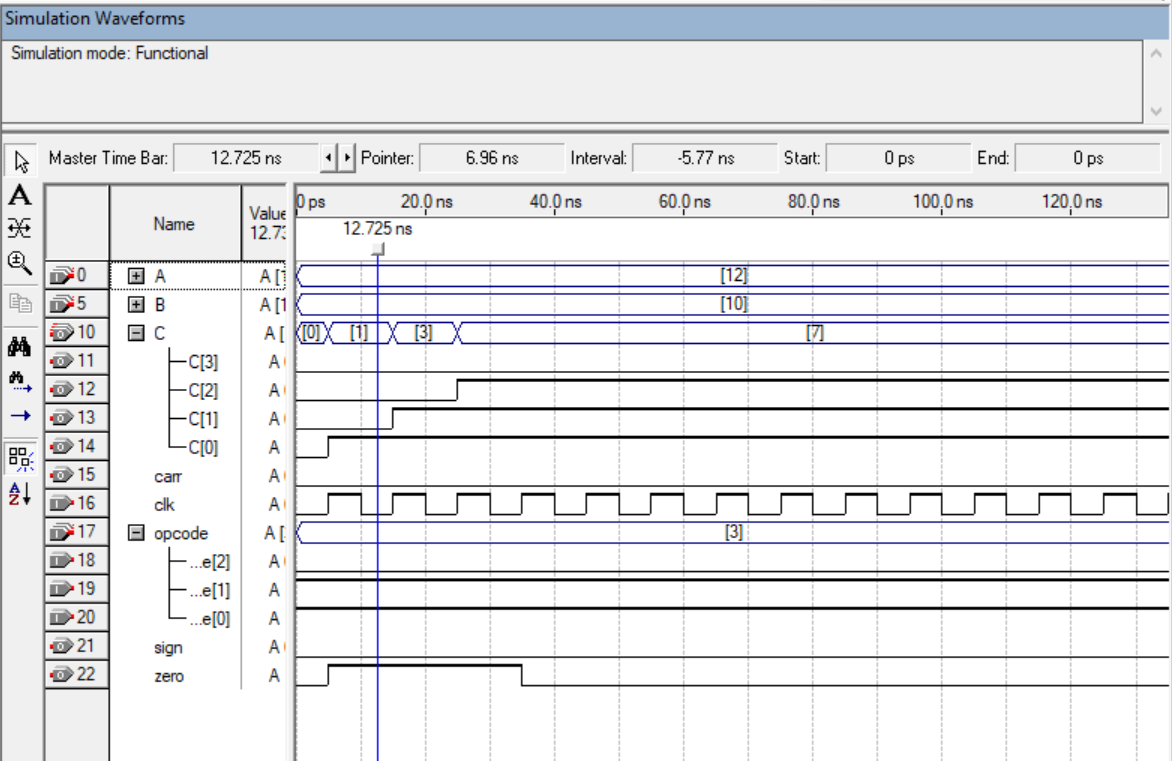 Simulation Waveforms
Simulation mode: Functional
Master Time Bar: 12.725 ns Pointer: 6.96 ns Interval: -5.77 ns Start: 0 ps End: 0 ps
Name Value 12.7 0 ps 20.0 ns 40.0 ns 60.0 ns 80.0 ns 100.0 ns 120.0 ns
12.725 ns
0 A A [1 [12]
5 B A [1 [10]
10 C A [ [0] [1] [3] [7]
11 C[3] A
12 C[2] A
13 C[1] A
14 C[0] A
15 carr A
16 clk A
17 opcode A [ [3]
18 ...e[2] A
19 ...e[1] A
20 ...e[0] A
21 sign A
22 zero A